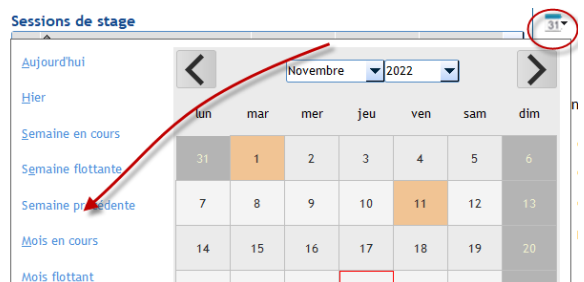 Sessions de stage
31
Aujourd'hui
Hier
Semaine en cours
Semaine flottante
Semaine précédente
Mois en cours
Mois flottant
Novembre 2022
lun mar mer jeu ven sam dim
31 1 2 3 4 5 6
7 8 9 10 11 12 13
14 15 16 17 18 19 20